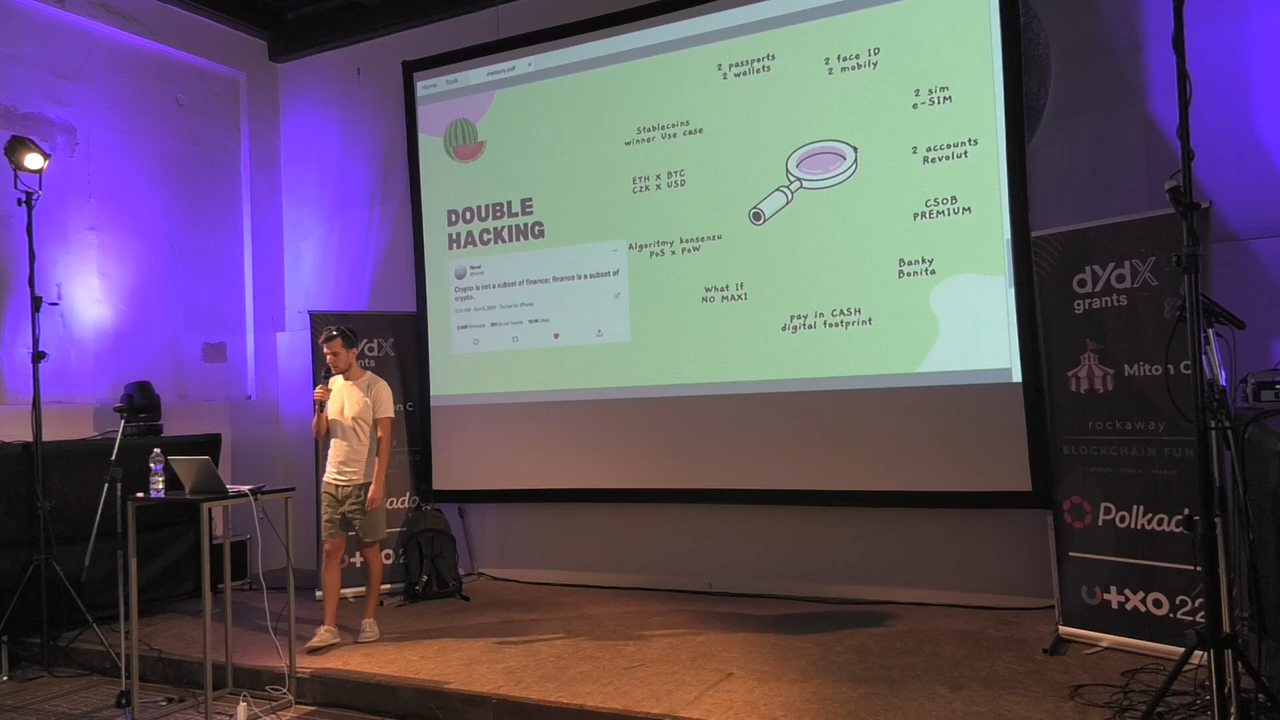 Home
Tools
2 passports
2 wallets
2 face ID
2 mobily
2 sim
e-SIM
Stablecoins
winner Use case
2 accounts
Revolut
ETH X BTC
CZK X USD
CSOB
PREMIUM
DOUBLE
HACKING
Algoritmy konsenzu
PoS x PoW
Banky
Bonita
Crypto is not a subset of finance; finance is a subset of
crypto.
What If
NO MAXI
pay in CASH
digital footprint
dYdX
grants
Miton C
rockaway
BLOCKCHAIN FUN
Polkad
U+XO.22